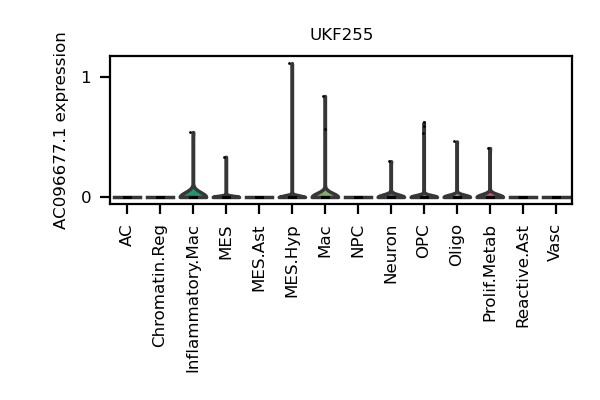 UKF255
AC096677.1 expression
1
0
AC
Chromatin.Reg
Inflammatory.Mac
MES
MES.Ast
MES.Hyp
Mac
NPC
Neuron
OPC
Oligo
Prolif.Metab
Reactive.Ast
Vasc